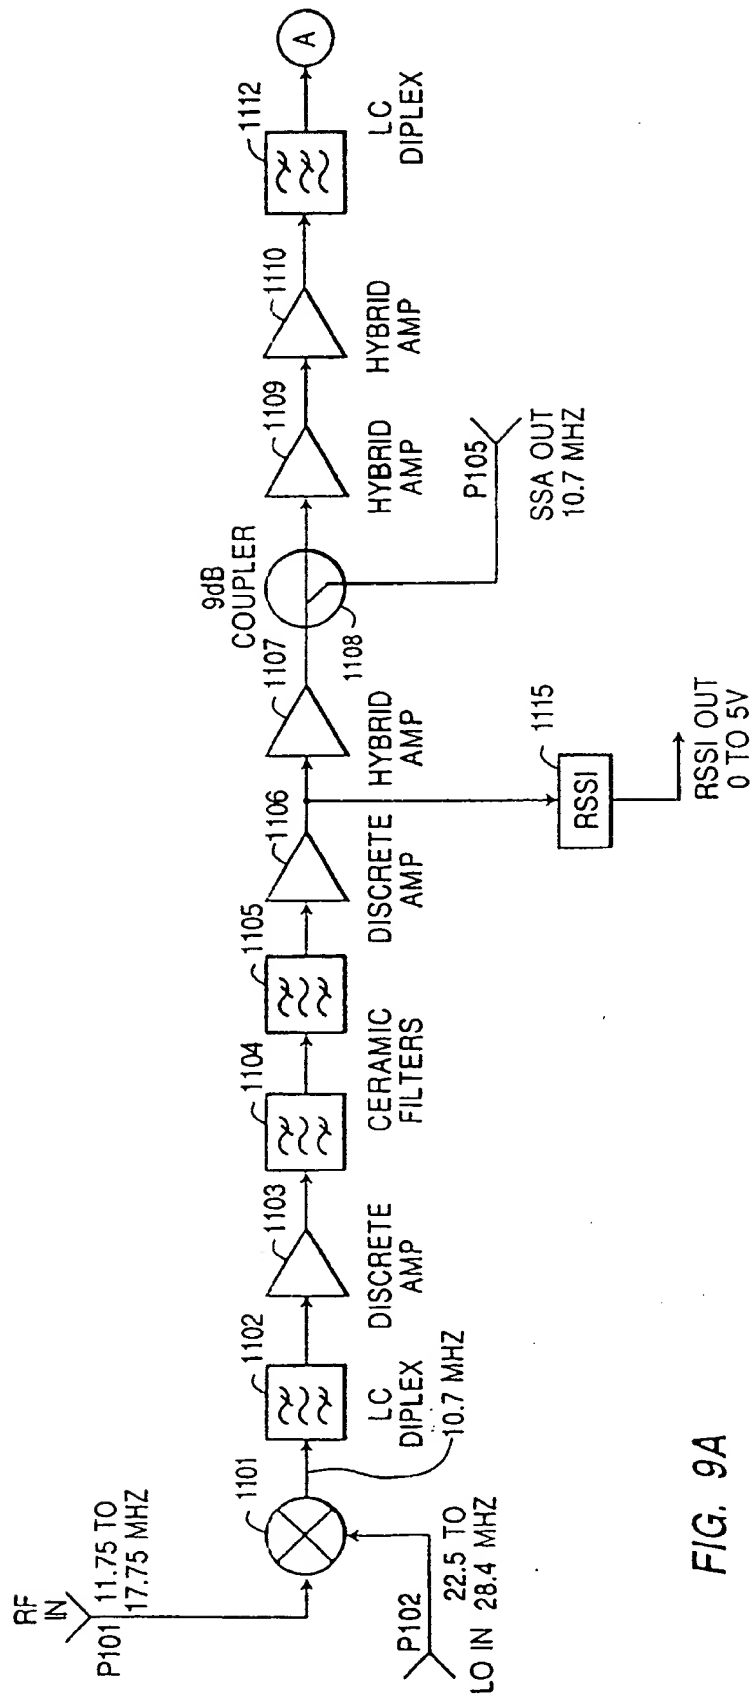 RF
IN
P101
11.75 TO
17.75 MHZ
P102
LO IN
22.5 TO
28.4 MHZ
1101
10.7 MHZ
1102
LC
DIPLEX
1103
DISCRETE
AMP
1104
1105
CERAMIC
FILTERS
1106
DISCRETE
AMP
1107
HYBRID
AMP
1115
RSSI
RSSI OUT
0 TO 5V
9dB
COUPLER
1108
P105
SSA OUT
10.7 MHZ
1109
HYBRID
AMP
1110
HYBRID
AMP
1112
LC
DIPLEX
A
FIG. 9A